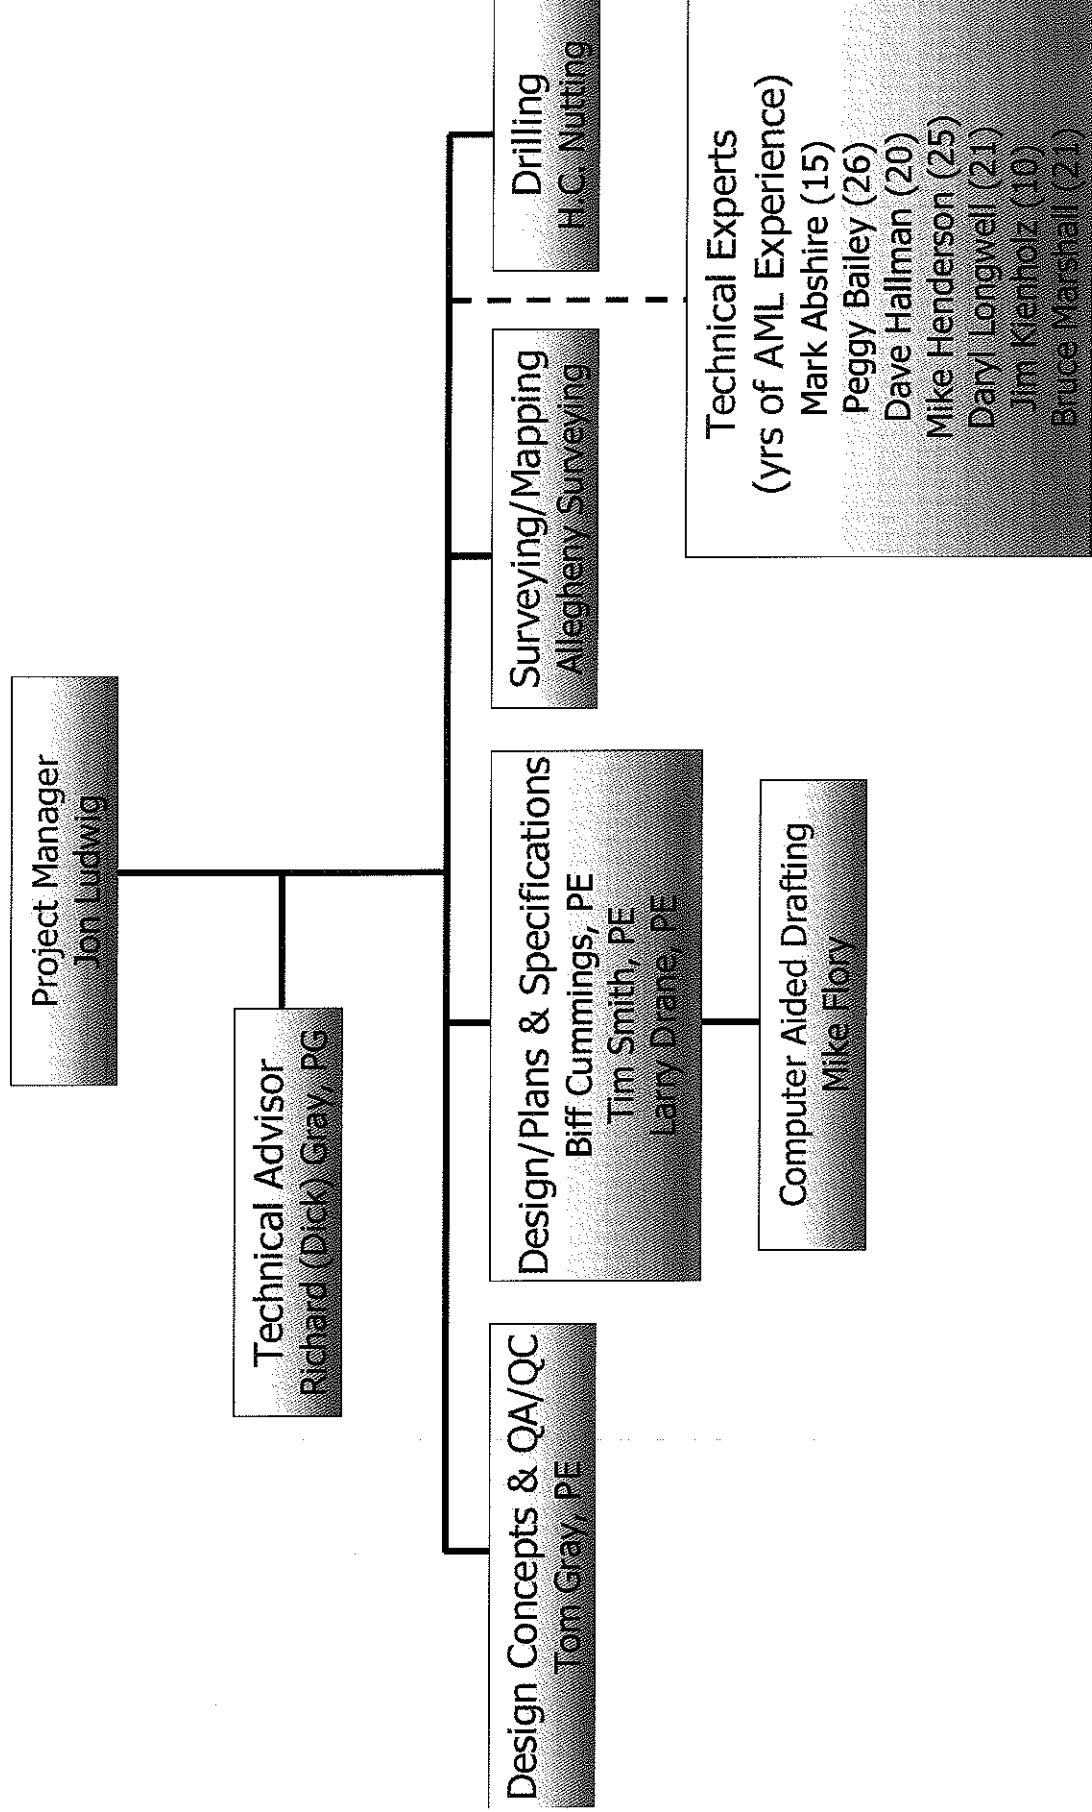 Project Manager
Jon Ludwig
Technical Advisor
Richard (Dick) Gray, PG
Design Concepts & QA/QC
Tom Gray, PE
Design/Plans & Specifications
Biff Cummings, PE
Tim Smith, PE
Larry Drane, PE
Computer Aided Drafting
Mike Flory
Surveying/Mapping
Allegheny Surveying
Drilling
H.C. Nutting
Technical Experts
(yrs of AML Experience)
Mark Abshire (15)
Peggy Bailey (26)
Dave Hallman (20)
Mike Henderson (25)
Daryl Longwell (21)
Jim Kienholz (10)
Bruce Marshall (21)